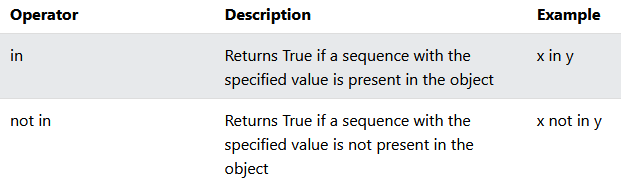 Operator Description Example
in Returns True if a sequence with the x in y
specified value is present in the object
not in Returns True if a sequence with the x not in y
specified value is not present in the
object